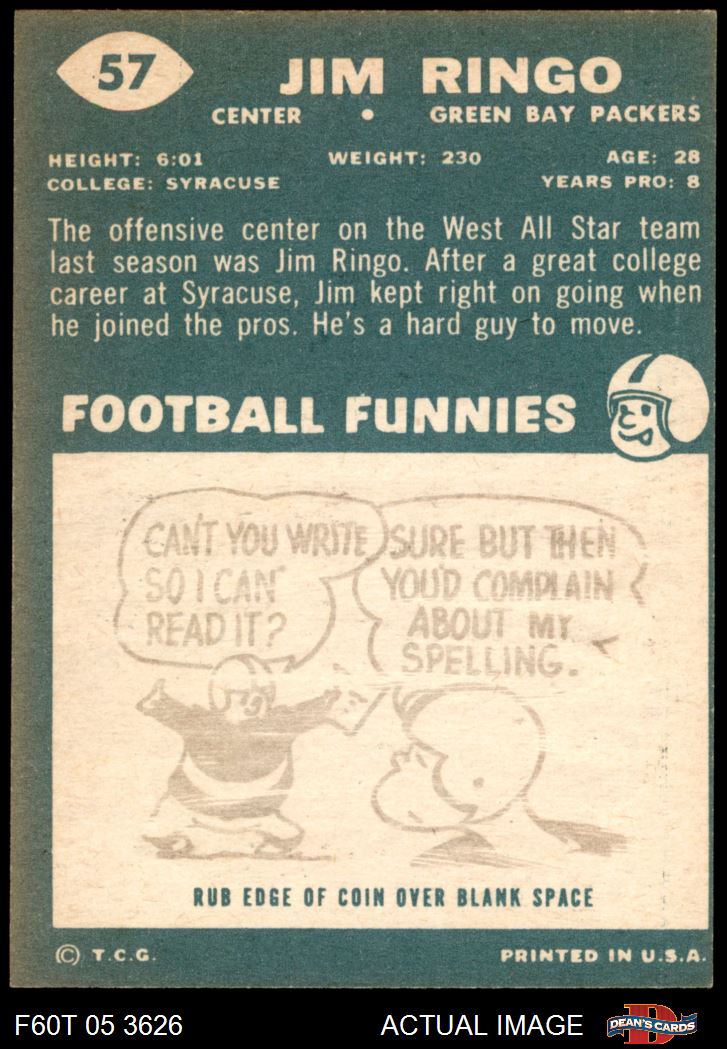 57
JIM RINGO
CENTER • GREEN BAY PACKERS
HEIGHT: 6:01 WEIGHT: 230 AGE: 28
COLLEGE: SYRACUSE YEARS PRO: 8
The offensive center on the West All Star team
last season was Jim Ringo. After a great college
career at Syracuse, Jim kept right on going when
he joined the pros. He's a hard guy to move.
FOOTBALL FUNNIES
CAN'T YOU WRITE
SO I CAN
READ IT?
SURE BUT THEN
YOU'D COMPLAIN
ABOUT MY
SPELLING.
RUB EDGE OF COIN OVER BLANK SPACE
© T.C.G. PRINTED IN U.S.A.
F60T 05 3626 ACTUAL IMAGE
D
DEAN'S CARDS